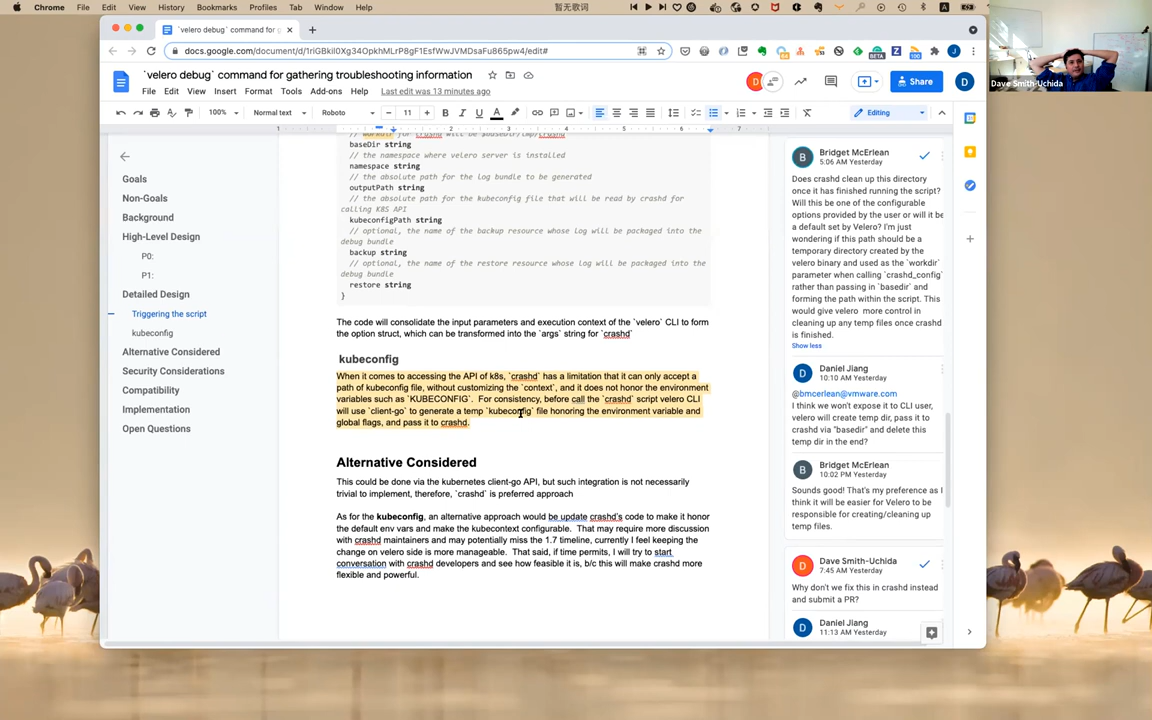 Chrome File Edit View History Bookmarks Profiles Tab Window Help
暂无歌词
`velero debug` command for g
docs.google.com/document/d/1riGBkil0Xg34OpkhMLrP8gF1EsfWwJVMDsaFu865pw4/edit#
Dave Smith-Uchida
`velero debug` command for gathering troubleshooting information
File Edit View Insert Format Tools Add-ons Help Last edit was 13 minutes ago
Share
100% Normal text Roboto 11 Editing
Goals
Non-Goals
Background
High-Level Design
P0:
P1:
Detailed Design
Triggering the script
kubeconfig
Alternative Considered
Security Considerations
Compatibility
Implementation
Open Questions
baseDir string
// the namespace where velero server is installed
namespace string
// the absolute path for the log bundle to be generated
outputPath string
// the absolute path for the kubeconfig file that will be read by crashd for
calling K8S API
kubeconfigPath string
// optional, the name of the backup resource whose log will be packaged into the
debug bundle
backup string
// optional, the name of the restore resource whose log will be packaged into the
debug bundle
restore string
}
The code will consolidate the input parameters and execution context of the `velero` CLI to form
the option struct, which can be transformed into the `args` string for `crashd`
kubeconfig
When it comes to accessing the API of k8s, `crashd` has a limitation that it can only accept a
path of kubeconfig file, without customizing the `context`, and it does not honor the environment
variables such as `KUBECONFIG`. For consistency, before call the `crashd` script velero CLI
will use `client-go` to generate a temp `kubeconfig` file honoring the environment variable and
global flags, and pass it to crashd.
Alternative Considered
This could be done via the kubernetes client-go API, but such integration is not necessarily
trivial to implement, therefore, `crashd` is preferred approach
As for the kubeconfig, an alternative approach would be update crashd's code to make it honor
the default env vars and make the kubecontext configurable. That may require more discussion
with crashd maintainers and may potentially miss the 1.7 timeline, currently I feel keeping the
change on velero side is more manageable. That said, if time permits, I will try to start
conversation with crashd developers and see how feasible it is, b/c this will make crashd more
flexible and powerful.
Bridget McErlean
5:06 AM Yesterday
Does crashd clean up this directory
once it has finished running the script?
Will this be one of the configurable
options provided by the user or will it be
a default set by Velero? I'm just
wondering if this path should be a
temporary directory created by the
velero binary and used as the `workdir`
parameter when calling `crashd_config`
rather than passing in `basedir` and
forming the path within the script. This
would give velero more control in
cleaning up any temp files once crashd
is finished.
Show less
Daniel Jiang
10:10 AM Yesterday
@bmcerlean@vmware.com
I think we won't expose it to CLI user,
velero will create temp dir, pass it to
crashd via "basedir" and delete this
temp dir in the end?
Bridget McErlean
10:02 PM Yesterday
Sounds good! That's my preference as I
think it will be easier for Velero to be
responsible for creating/cleaning up
temp files.
Dave Smith-Uchida
7:45 AM Yesterday
Why don't we fix this in crashd instead
and submit a PR?
Daniel Jiang
11:13 AM Yesterday